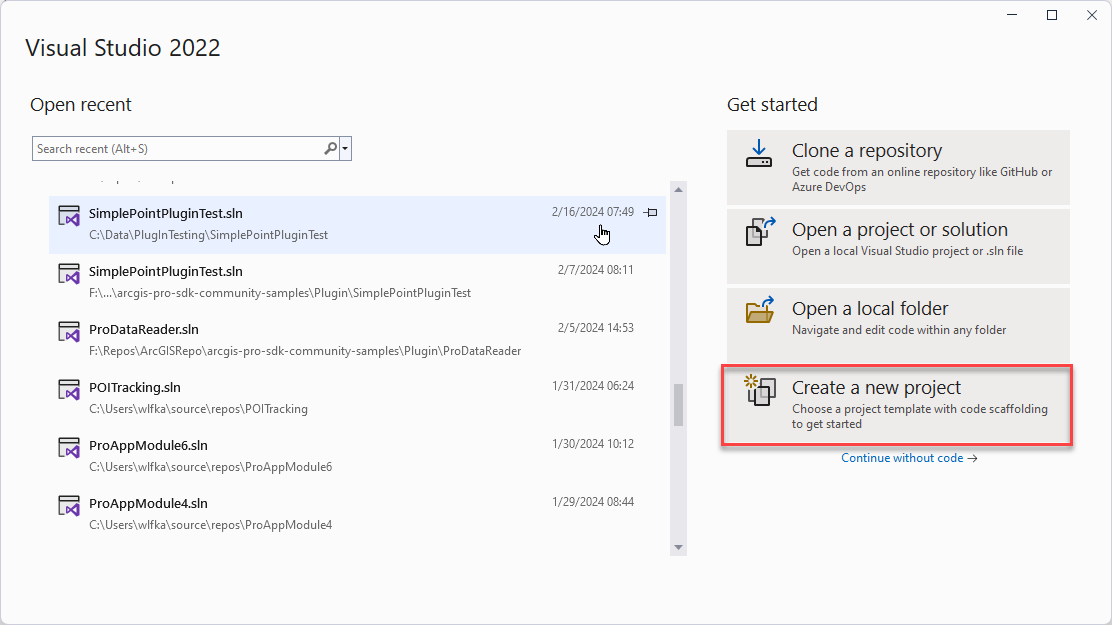 Visual Studio 2022
Open recent
Search recent (Alt+S)
SimplePointPluginTest.sln
2/16/2024 07:49
C:\Data\PlugInTesting\SimplePointPluginTest
SimplePointPluginTest.sln
2/7/2024 08:11
F:\...\arcgis-pro-sdk-community-samples\Plugin\SimplePointPluginTest
ProDataReader.sln
2/5/2024 14:53
F:\Repos\ArcGISRepo\arcgis-pro-sdk-community-samples\Plugin\ProDataReader
POITracking.sln
1/31/2024 06:24
C:\Users\wlfka\source\repos\POITracking
ProAppModule6.sln
1/30/2024 10:12
C:\Users\wlfka\source\repos\ProAppModule6
ProAppModule4.sln
1/29/2024 08:44
C:\Users\wlfka\source\repos\ProAppModule4
Get started
Clone a repository
Get code from an online repository like GitHub or
Azure DevOps
Open a project or solution
Open a local Visual Studio project or .sln file
Open a local folder
Navigate and edit code within any folder
Create a new project
Choose a project template with code scaffolding
to get started
Continue without code →